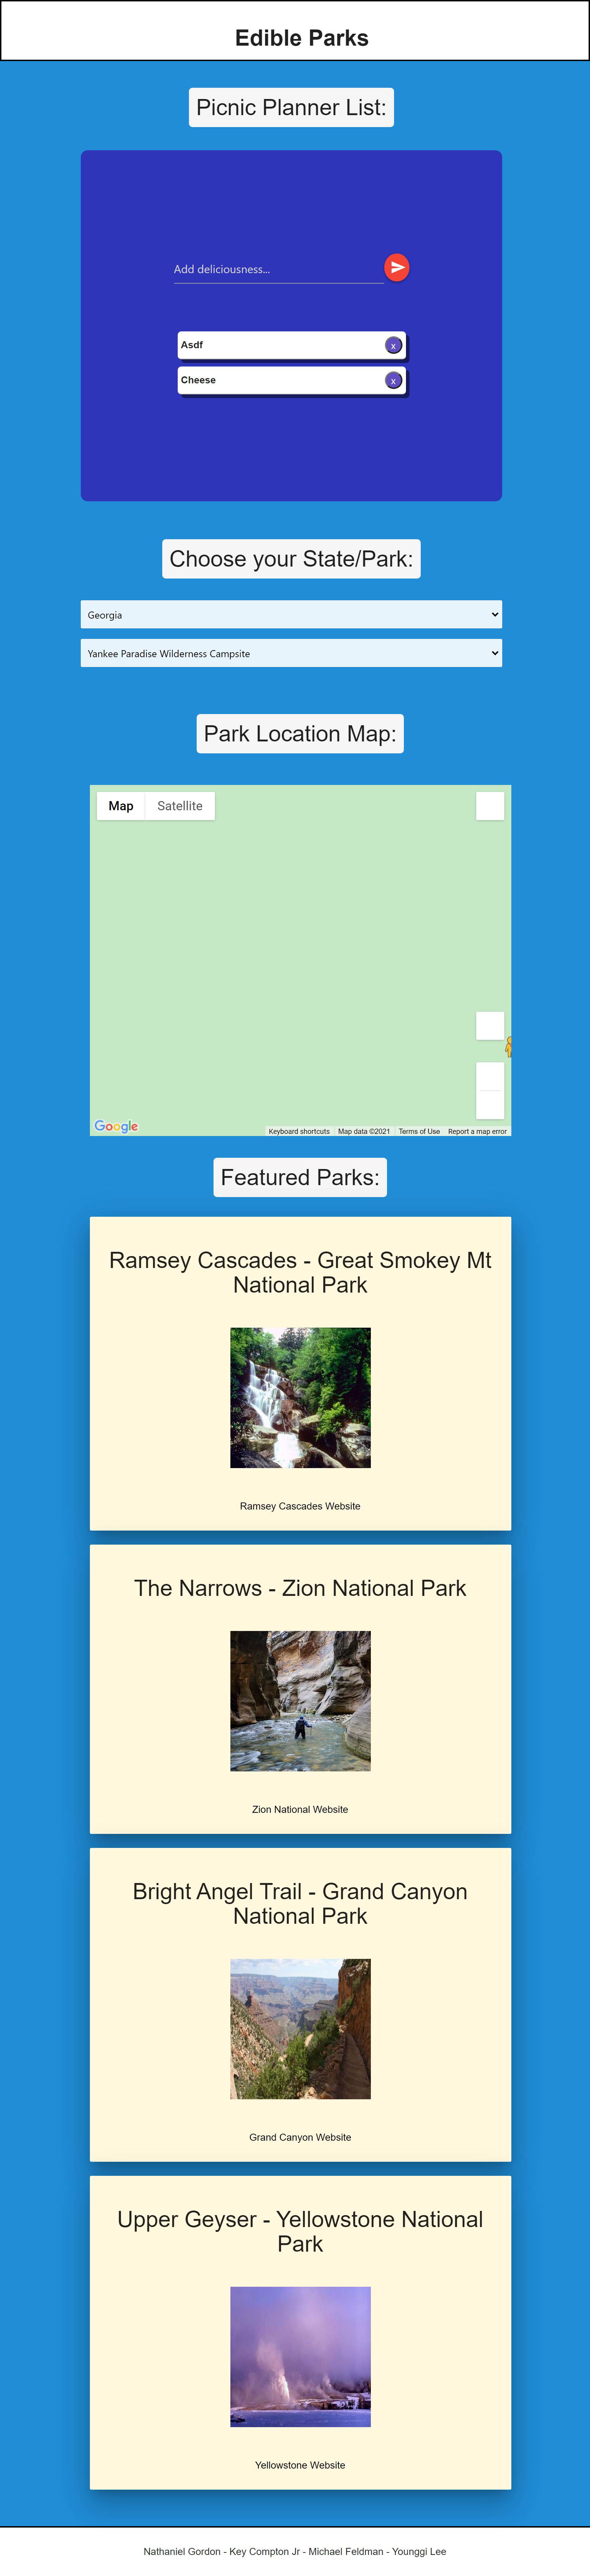 Edible Parks
Picnic Planner List:
Add deliciousness...
Asdf
x
Cheese
x
Choose your State/Park:
Georgia
Yankee Paradise Wilderness Campsite
Park Location Map:
Map Satellite
Google
Keyboard shortcuts Map data ©2021 Terms of Use Report a map error
Featured Parks:
Ramsey Cascades - Great Smokey Mt
National Park
Ramsey Cascades Website
The Narrows - Zion National Park
Zion National Website
Bright Angel Trail - Grand Canyon
National Park
Grand Canyon Website
Upper Geyser - Yellowstone National
Park
Yellowstone Website
Nathaniel Gordon - Key Compton Jr - Michael Feldman - Younggi Lee